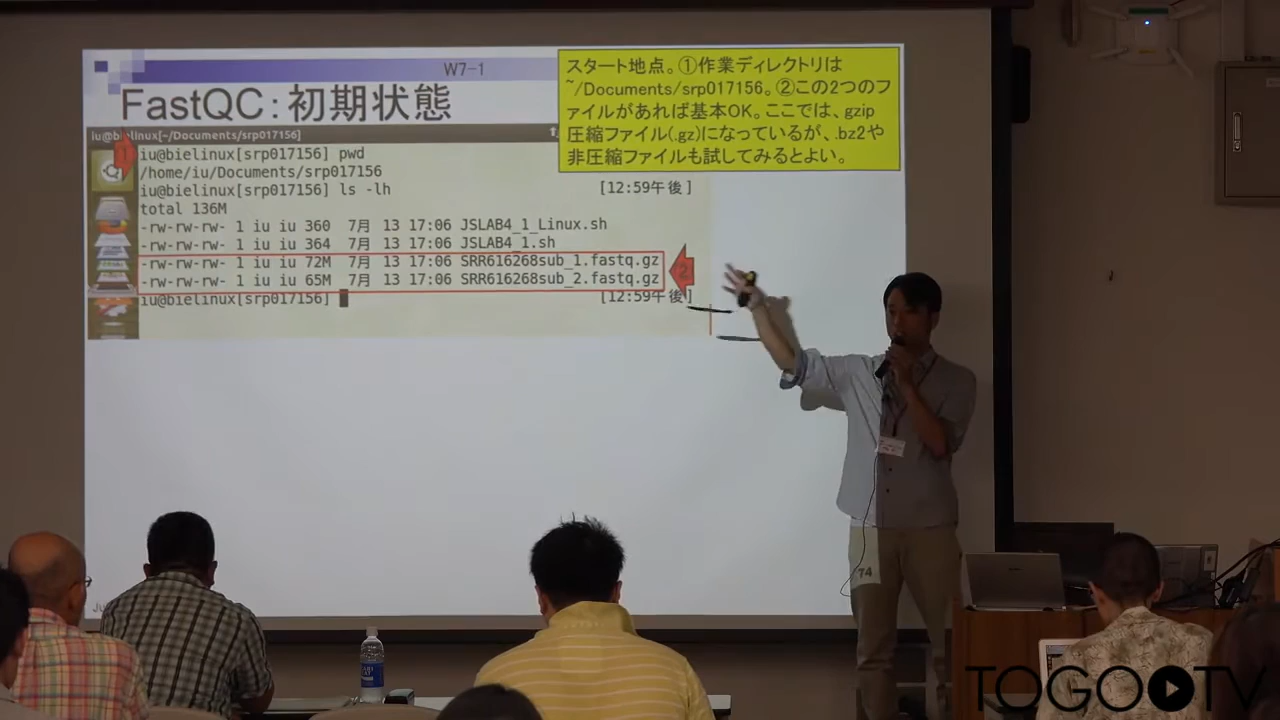 W7-1
FastQC：初期状態
スタート地点。①作業ディレクトリは
~/Documents/srp017156。②この2つのフ
ァイルがあれば基本OK。ここでは、gzip
圧縮ファイル(.gz)になっているが、.bz2や
非圧縮ファイルも試してみるとよい。
iu@bielinux[~/Documents/srp017156]
1
iu@bielinux[srp017156] pwd
/home/iu/Documents/srp017156
iu@bielinux[srp017156] ls -lh [12:59午後]
total 136M
-rw-rw-rw- 1 iu iu 360 7月 13 17:06 JSLAB4_1_Linux.sh
-rw-rw-rw- 1 iu iu 364 7月 13 17:06 JSLAB4_1.sh
-rw-rw-rw- 1 iu iu 72M 7月 13 17:06 SRR616268sub_1.fastq.gz
-rw-rw-rw- 1 iu iu 65M 7月 13 17:06 SRR616268sub_2.fastq.gz
2
iu@bielinux[srp017156] [12:59午後]
74
TOGOTV